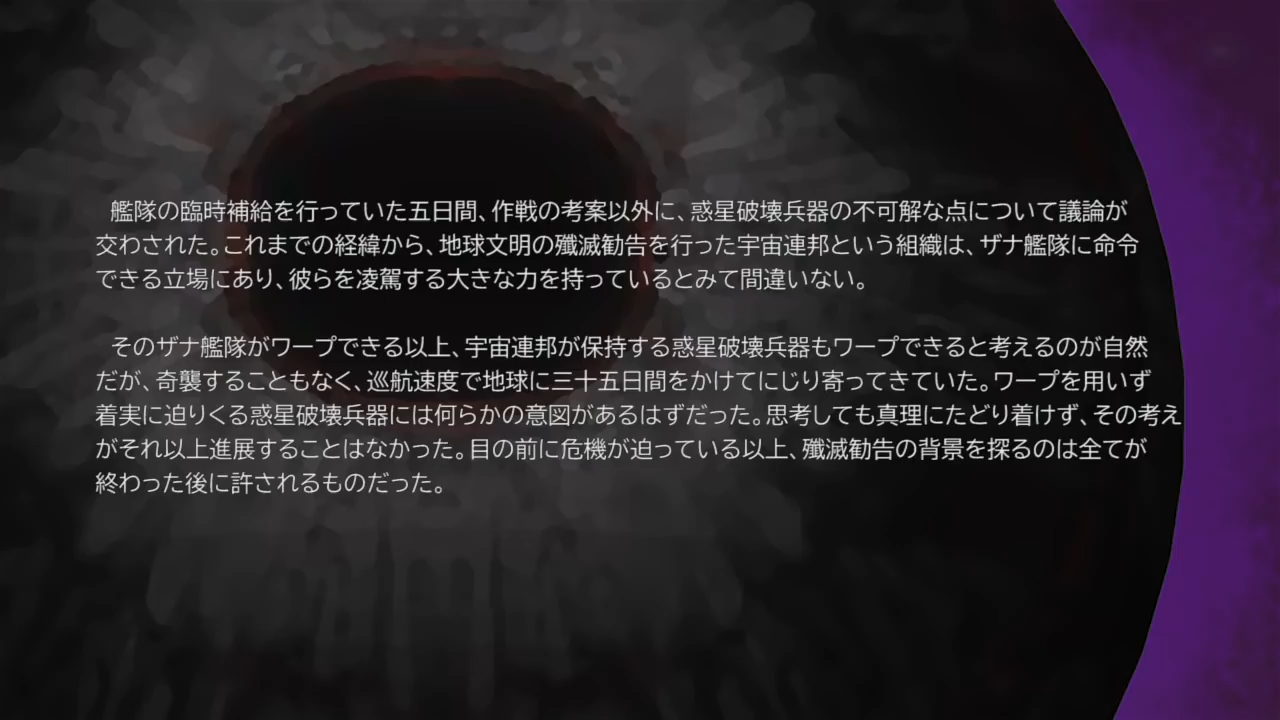 艦隊の臨時補給を行っていた五日間、作戦の考案以外に、惑星破壊兵器の不可解な点について議論が
交わされた。これまでの経緯から、地球文明の殲滅勧告を行った宇宙連邦という組織は、ザナ艦隊に命令
できる立場にあり、彼らを凌駕する大きな力を持っているとみて間違いない。
そのザナ艦隊がワープできる以上、宇宙連邦が保持する惑星破壊兵器もワープできると考えるのが自然
だが、奇襲することもなく、巡航速度で地球に三十五日間をかけてにじり寄ってきていた。ワープを用いず
着実に迫りくる惑星破壊兵器には何らかの意図があるはずだった。思考しても真理にたどり着けず、その考え
がそれ以上進展することはなかった。目の前に危機が迫っている以上、殲滅勧告の背景を探るのは全てが
終わった後に許されるものだった。